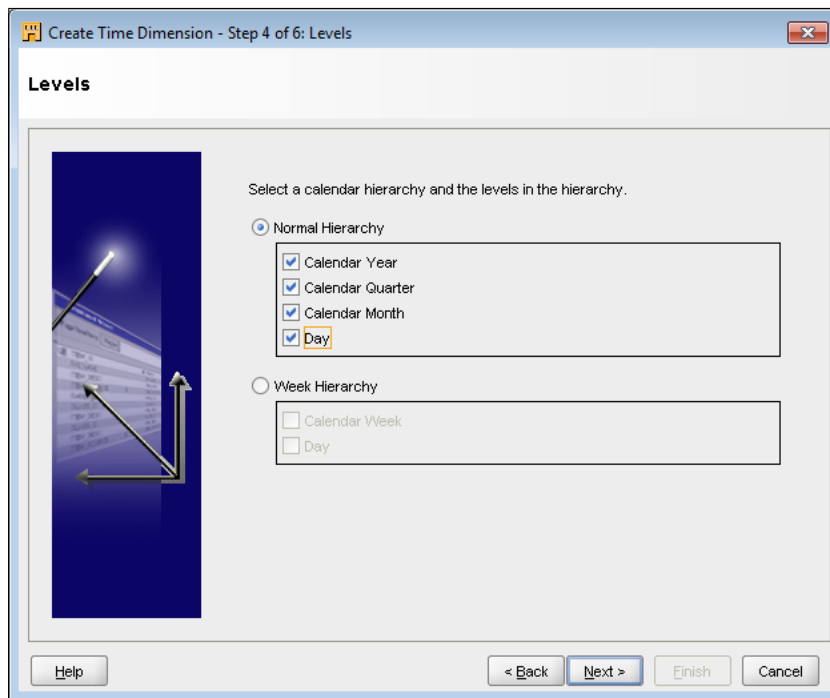 Create Time Dimension - Step 4 of 6: Levels
Levels
Select a calendar hierarchy and the levels in the hierarchy.
Normal Hierarchy
Calendar Year
Calendar Quarter
Calendar Month
Day
Week Hierarchy
Calendar Week
Day
Help
< Back
Next >
Finish
Cancel